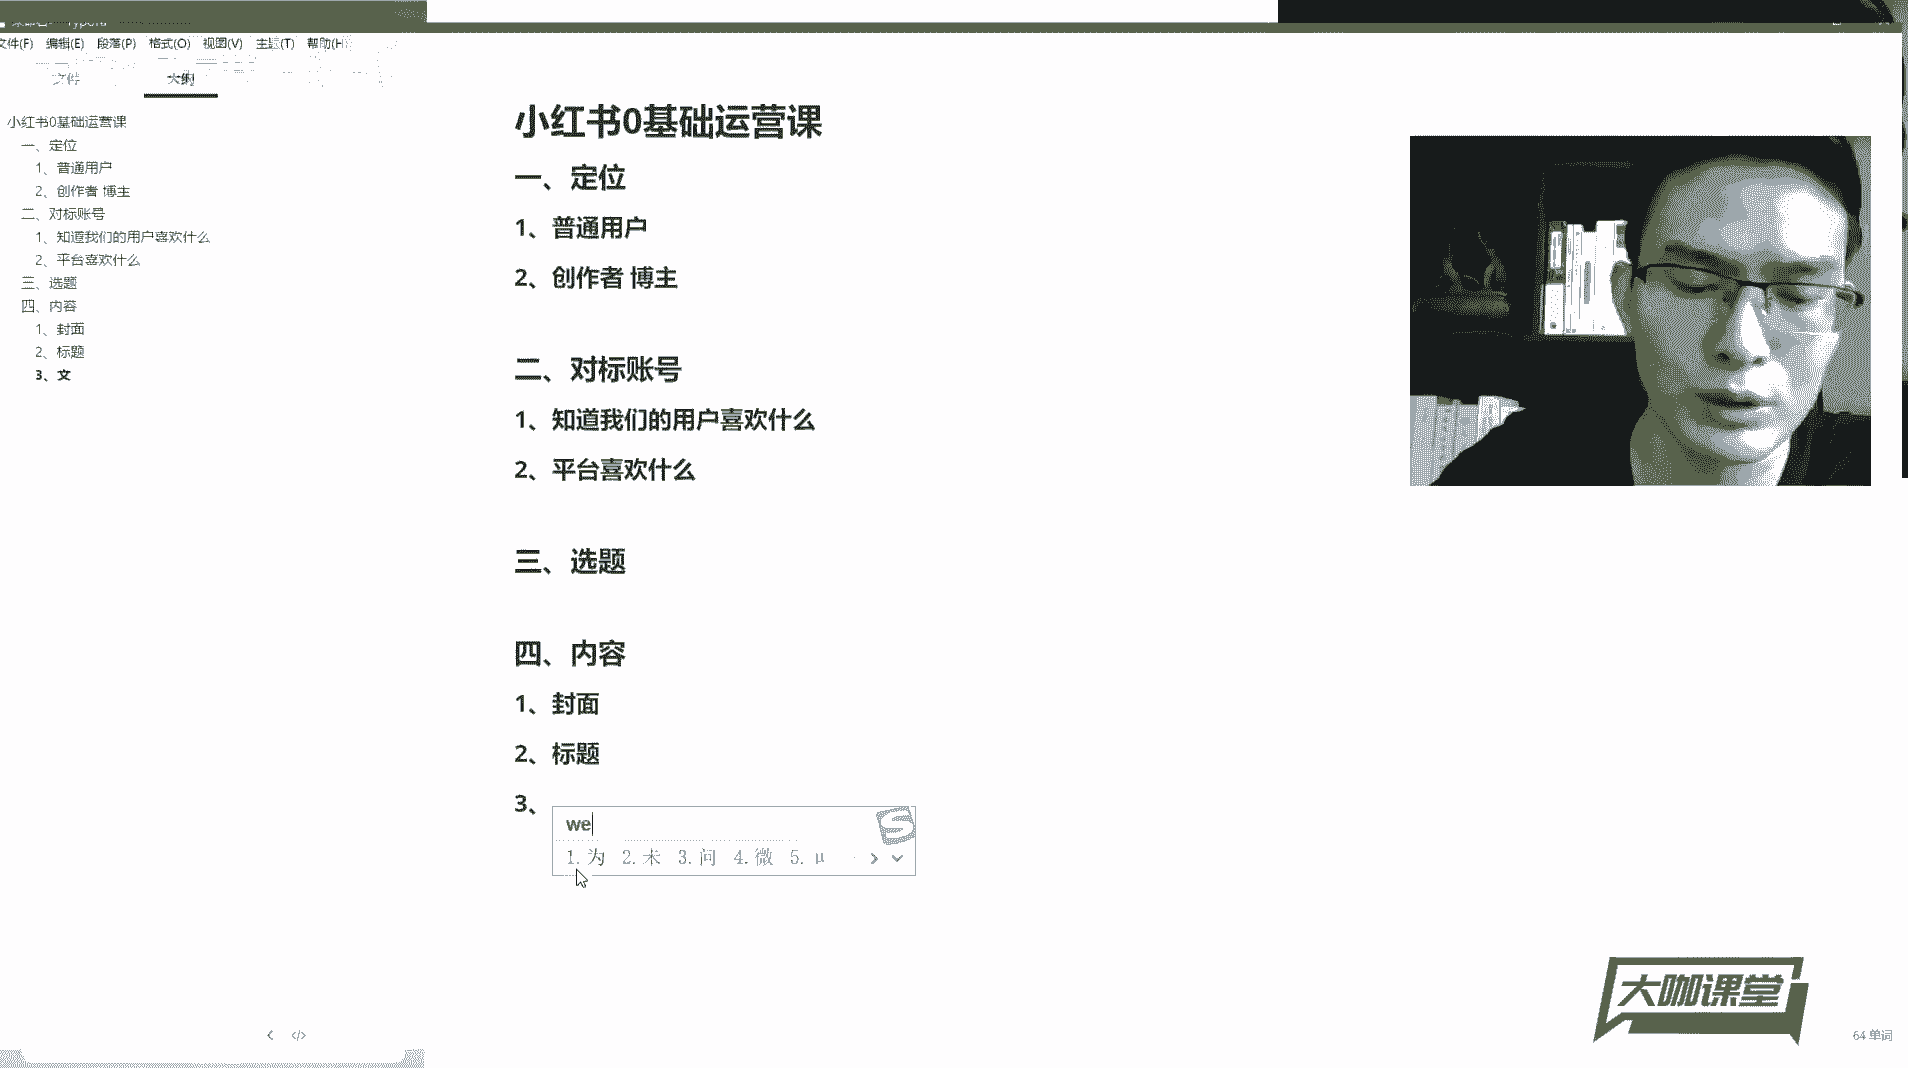 Typora
文件(F) 编辑(E) 段落(P) 格式(O) 视图(V) 主题(T) 帮助(H)
文件 大纲
小红书0基础运营课
一、定位
1、普通用户
2、创作者 博主
二、对标账号
1、知道我们的用户喜欢什么
2、平台喜欢什么
三、选题
四、内容
1、封面
2、标题
3、文
小红书0基础运营课
一、定位
1、普通用户
2、创作者 博主
二、对标账号
1、知道我们的用户喜欢什么
2、平台喜欢什么
三、选题
四、内容
1、封面
2、标题
3、
we
1.为 2.未 3.问 4.微 5.μ
大咖课堂
64 单词